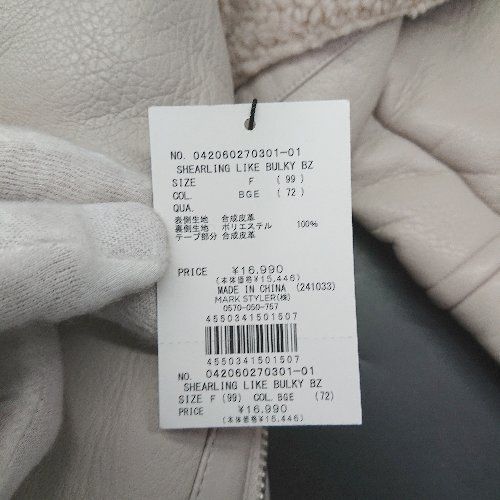 NO. 042060270301-01
SHEARLING LIKE BULKY BZ
SIZE F (99)
COL. BGE (72)
QUA.
表側生地 合成皮革
裏側生地 ポリエステル 100%
テープ部分 合成皮革
PRICE ¥16,990
(本体価格¥15,446)
MADE IN CHINA (241033)
MARK STYLER(株)
0570-050-757
4550341501507
4550341501507
NO. 042060270301-01
SHEARLING LIKE BULKY BZ
SIZE F (99) COL. BGE (72)
PRICE ¥16,990
(本体価格¥15,446)